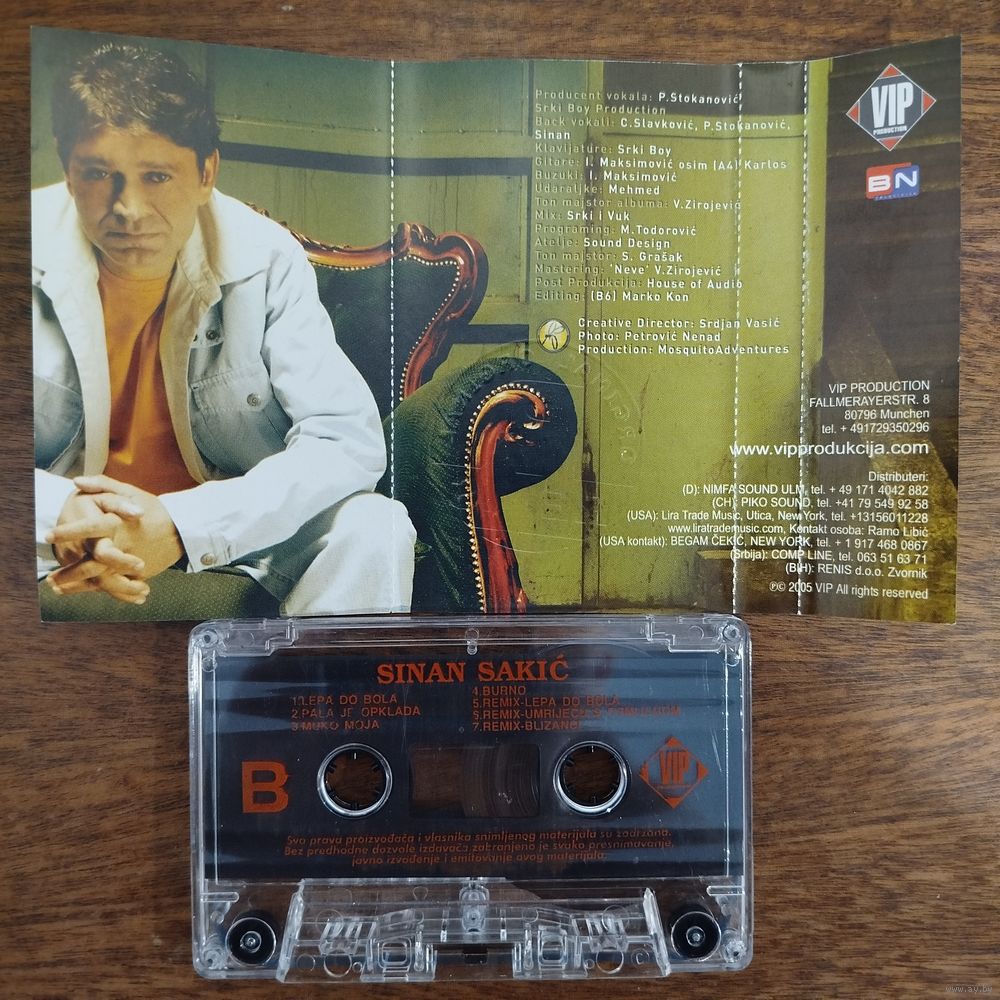 Producent vokala: P.Stokanović
Srki Boy Production
Back vokali: C.Slavković, P.Stokanović,
Sinan
Klavijature: Srki Boy
Gitare: I. Maksimović osim (A4) Karlos
Buzuki: I. Maksimović
Udaraljke: Mehmed
Ton majstor albuma: V.Zirojević
Mix: Srki i Vuk
Programing: M.Todorović
Atelje: Sound Design
Ton majstor: S. Grašak
Mastering: 'Neve' V.Zirojević
Post Produkcija: House of Audio
Editing: (B6) Marko Kon
Creative Director: Srdjan Vasić
Photo: Petrović Nenad
Production: MosquitoAdventures
VIP
PRODUCTION
BN
TELEVIZIJA
VIP PRODUCTION
FALLMERAYERSTR. 8
80796 Munchen
tel. + 491729350296
www.vipprodukcija.com
Distributeri:
(D): NIMFA SOUND ULM, tel. + 49 171 4042 882
(CH): PIKO SOUND, tel. +41 79 549 92 58
(USA): Lira Trade Music, Utica, New York, tel. +13156011228
www.liratrademusic.com, Kontakt osoba: Ramo Libić
(USA kontakt): BEGAM ČEKIĆ, NEW YORK, tel. + 1 917 468 0867
(Srbija): COMP LINE, tel. 063 51 63 71
(BiH): RENIS d.o.o. Zvornik
℗© 2005 VIP All rights reserved
SINAN SAKIĆ
1.LEPA DO BOLA
2.PALA JE OPKLADA
3.MUKO MOJA
4.BURNO
5.REMIX-LEPA DO BOLA
6.REMIX-UMRIJEĆU S
7.REMIX-BLIZANCI
B
VIP
Sva prava proizvođača i vlasnika snimljenog materijala su zadržana.
Bez predhodne dozvole izdavača zabranjeno je svako presnimavanje,
javno izvođenje i emitovanje ovog materijala.
www.ay.by